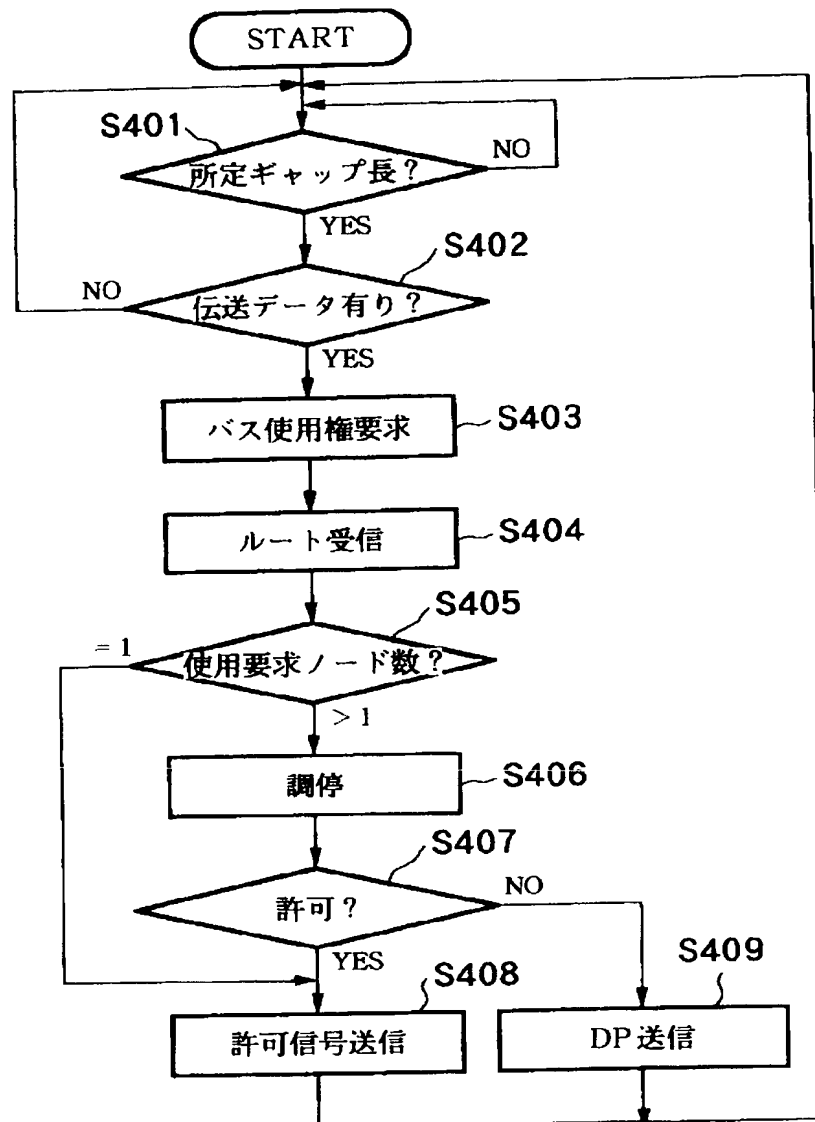 START
S401
所定ギャップ長?
NO
YES
S402
NO
伝送データ有り?
YES
バス使用権要求
S403
ルート受信
S404
S405
= 1
使用要求ノード数?
> 1
調停
S406
S407
許可?
NO
YES
S408
S409
許可信号送信
DP送信